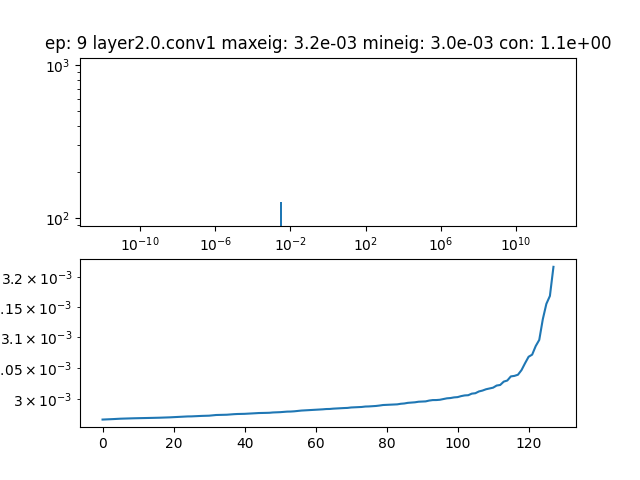 ep: 9 layer2.0.conv1 maxeig: 3.2e-03 mineig: 3.0e-03 con: 1.1e+00
10³
10²
10⁻¹⁰ 10⁻⁶ 10⁻² 10² 10⁶ 10¹⁰
3.2 × 10⁻³
.15 × 10⁻³
3.1 × 10⁻³
.05 × 10⁻³
3 × 10⁻³
0 20 40 60 80 100 120